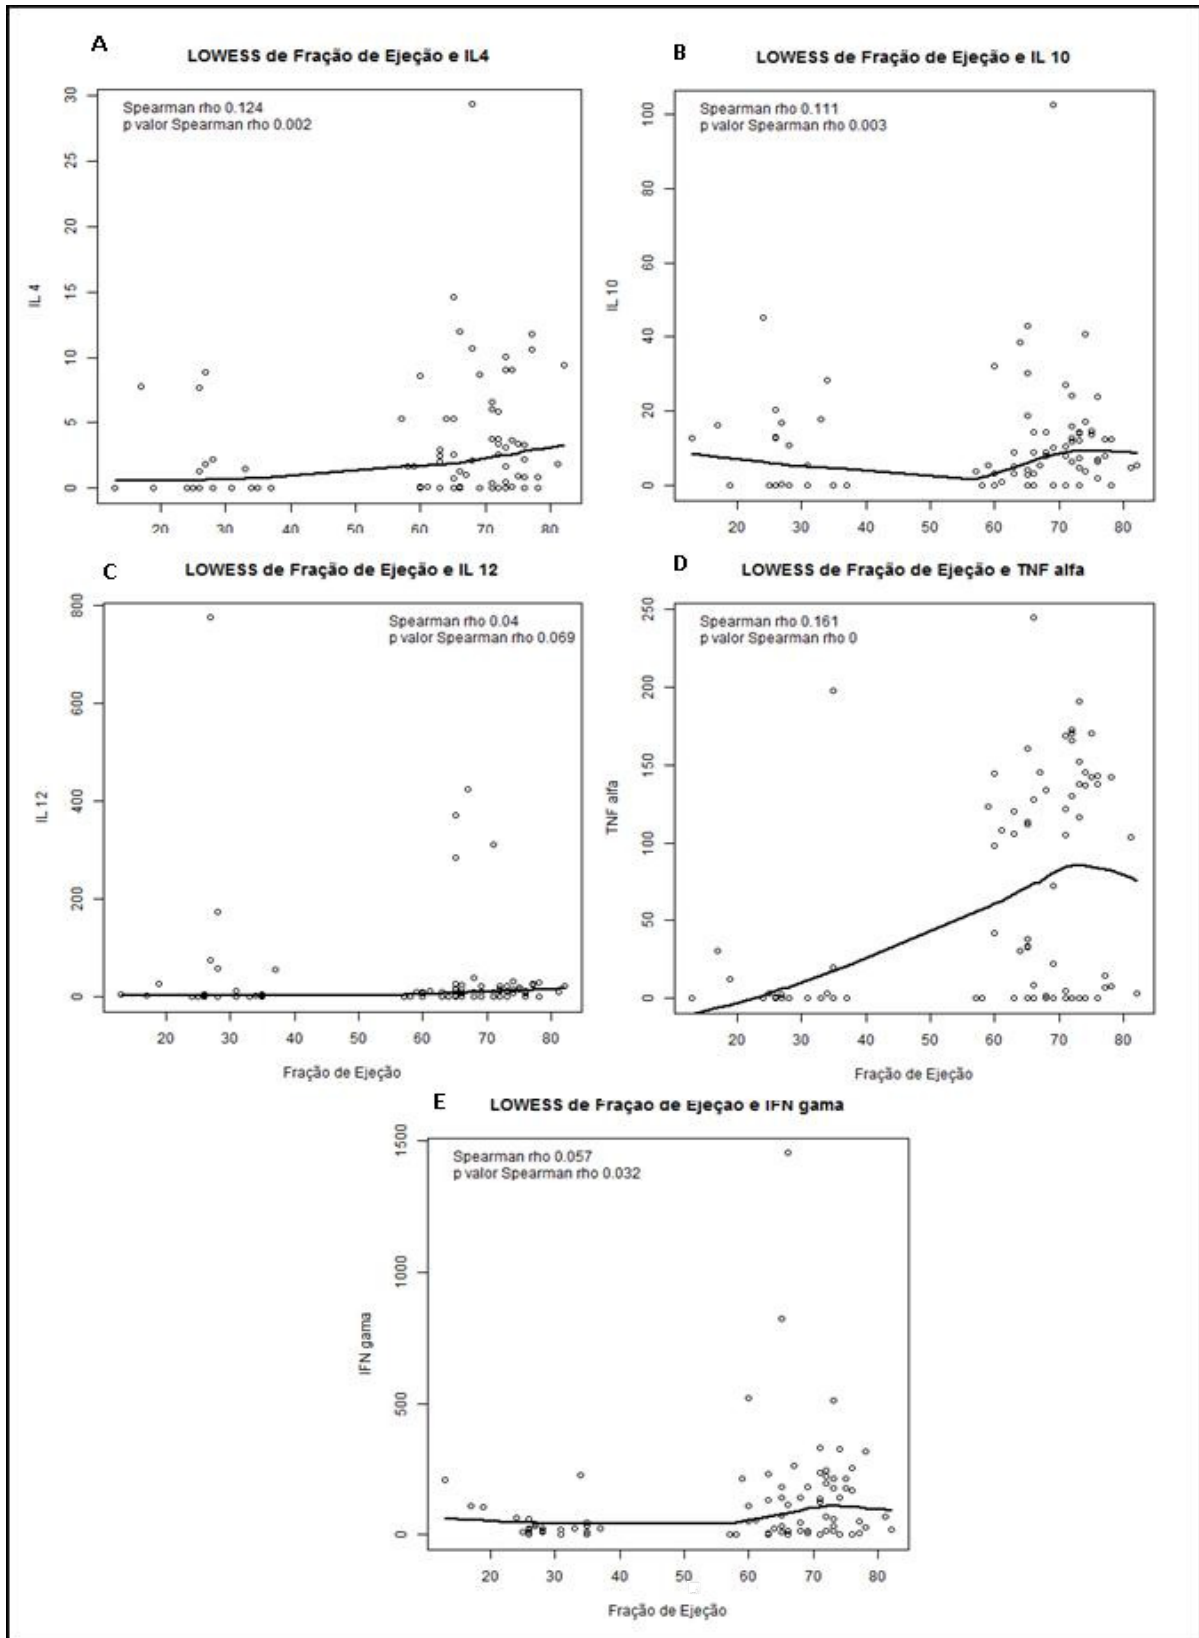 A
LOWESS de Fração de Ejeção e IL4
Spearman rho 0.124
p valor Spearman rho 0.002
30
25
20
15
10
5
0
IL 4
20 30 40 50 60 70 80
B
LOWESS de Fração de Ejeção e IL 10
Spearman rho 0.111
p valor Spearman rho 0.003
100
80
60
40
20
0
IL 10
20 30 40 50 60 70 80
C
LOWESS de Fração de Ejeção e IL 12
Spearman rho 0.04
p valor Spearman rho 0.069
800
600
400
200
0
IL 12
20 30 40 50 60 70 80
Fração de Ejeção
D
LOWESS de Fração de Ejeção e TNF alfa
Spearman rho 0.161
p valor Spearman rho 0
250
200
150
100
50
0
TNF alfa
20 30 40 50 60 70 80
Fração de Ejeção
E
LOWESS de Fração de Ejeção e IFN gama
Spearman rho 0.057
p valor Spearman rho 0.032
1500
1000
500
0
IFN gama
20 30 40 50 60 70 80
Fração de Ejeção